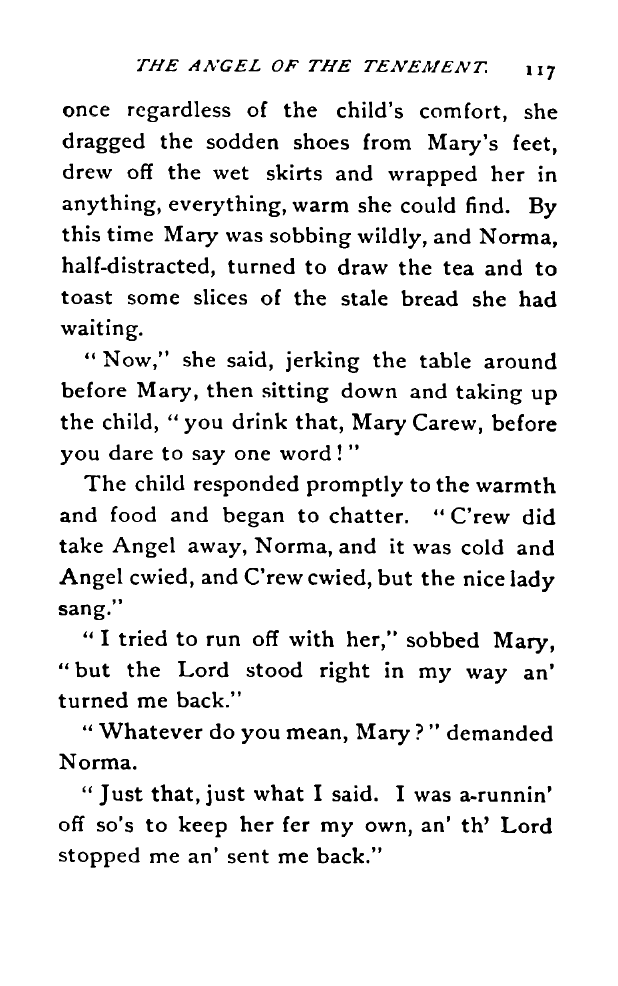 THE ANGEL OF THE TENEMENT. 117
once regardless of the child's comfort, she
dragged the sodden shoes from Mary's feet,
drew off the wet skirts and wrapped her in
anything, everything, warm she could find. By
this time Mary was sobbing wildly, and Norma,
half-distracted, turned to draw the tea and to
toast some slices of the stale bread she had
waiting.
" Now," she said, jerking the table around
before Mary, then sitting down and taking up
the child, " you drink that, Mary Carew, before
you dare to say one word ! "
The child responded promptly to the warmth
and food and began to chatter. " C'rew did
take Angel away, Norma, and it was cold and
Angel cwied, and C'rew cwied, but the nice lady
sang."
" I tried to run off with her," sobbed Mary,
" but the Lord stood right in my way an'
turned me back."
" Whatever do you mean, Mary ? " demanded
Norma.
" Just that, just what I said. I was a-runnin'
off so's to keep her fer my own, an' th' Lord
stopped me an' sent me back."